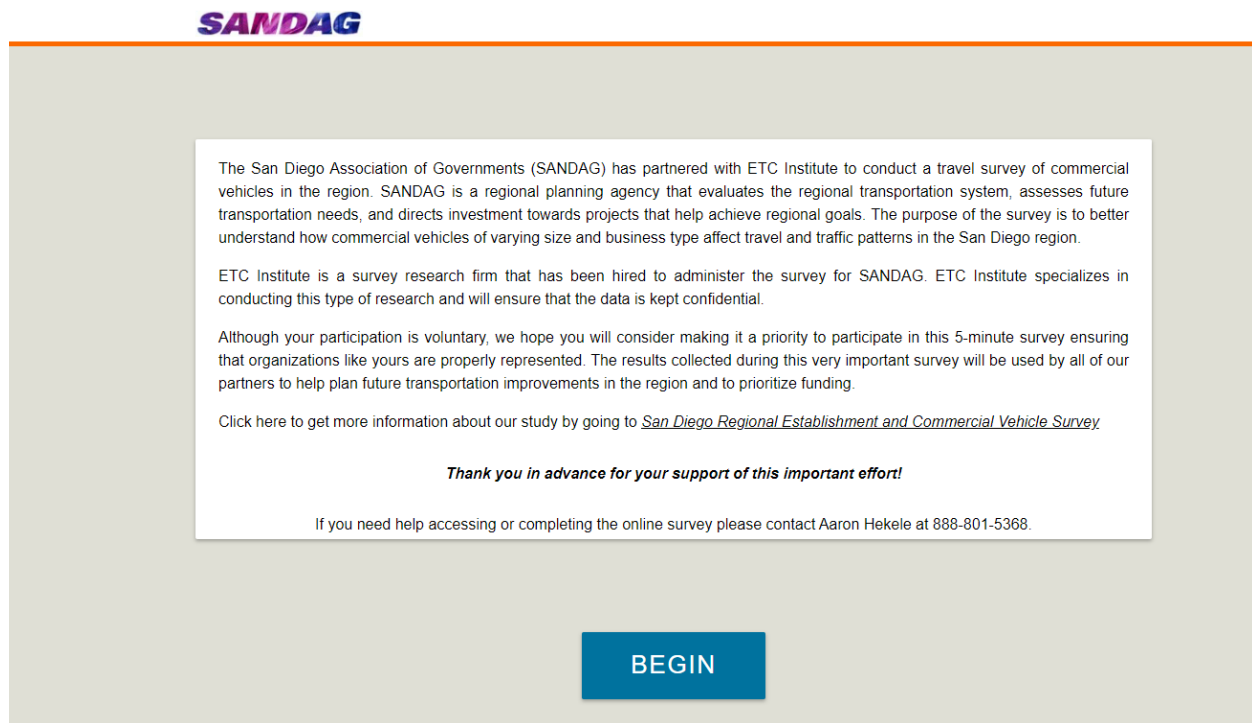 SANDAG
The San Diego Association of Governments (SANDAG) has partnered with ETC Institute to conduct a travel survey of commercial
vehicles in the region. SANDAG is a regional planning agency that evaluates the regional transportation system, assesses future
transportation needs, and directs investment towards projects that help achieve regional goals. The purpose of the survey is to better
understand how commercial vehicles of varying size and business type affect travel and traffic patterns in the San Diego region.
ETC Institute is a survey research firm that has been hired to administer the survey for SANDAG. ETC Institute specializes in
conducting this type of research and will ensure that the data is kept confidential.
Although your participation is voluntary, we hope you will consider making it a priority to participate in this 5-minute survey ensuring
that organizations like yours are properly represented. The results collected during this very important survey will be used by all of our
partners to help plan future transportation improvements in the region and to prioritize funding.
Click here to get more information about our study by going to San Diego Regional Establishment and Commercial Vehicle Survey
Thank you in advance for your support of this important effort!
If you need help accessing or completing the online survey please contact Aaron Hekele at 888-801-5368.
BEGIN